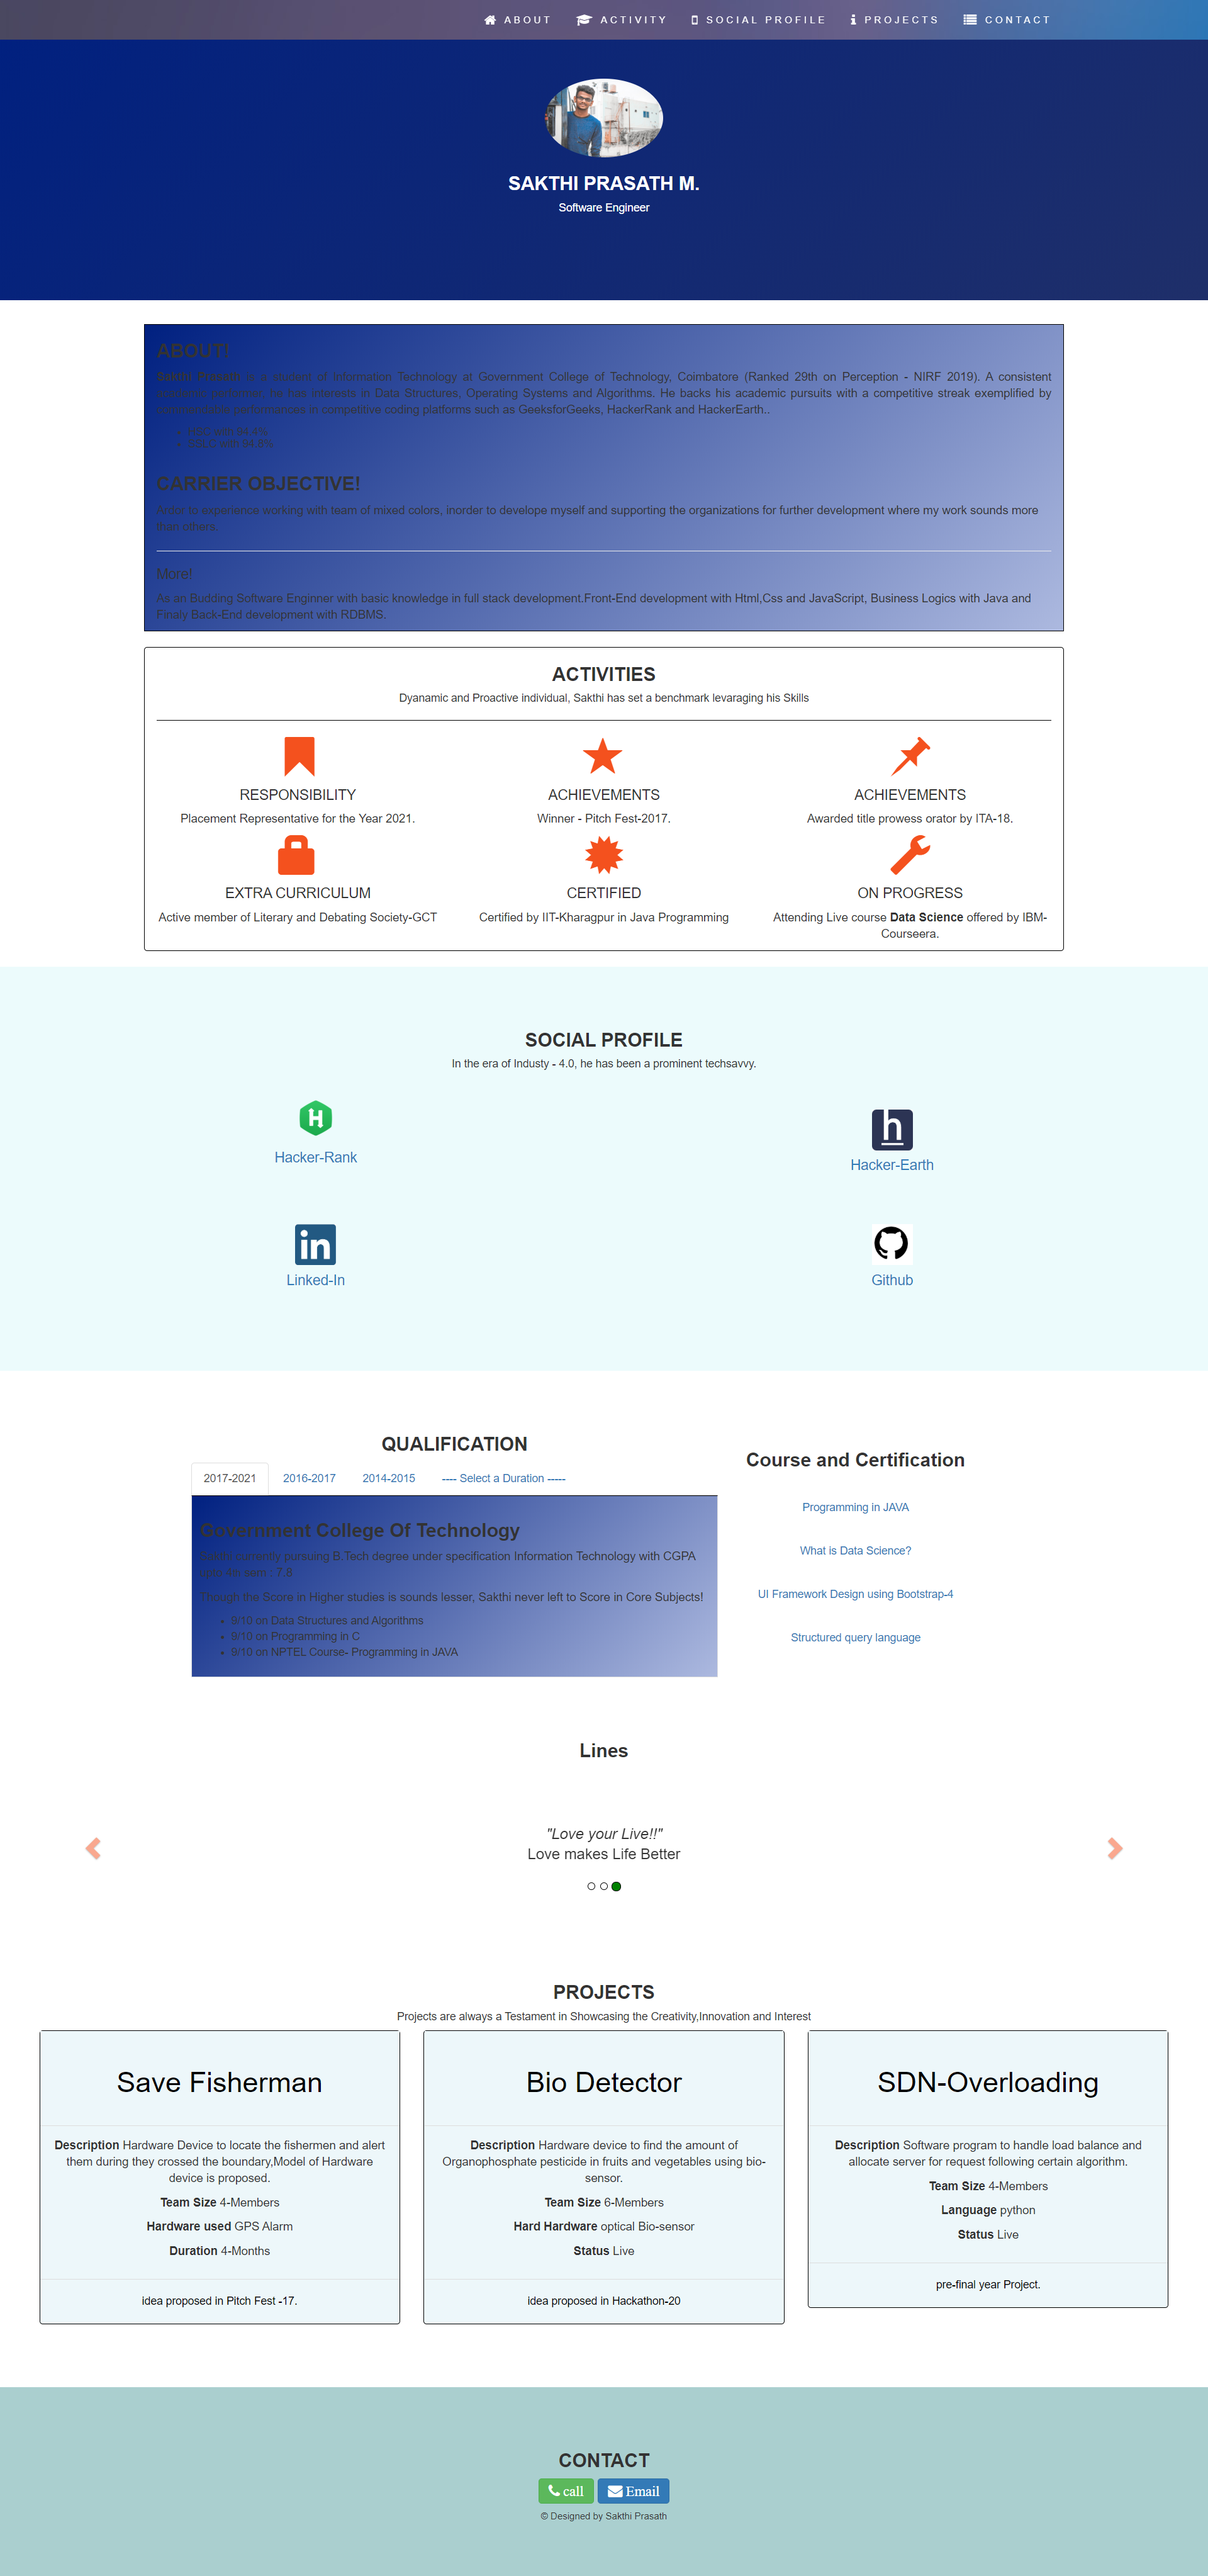 ABOUT ACTIVITY SOCIAL PROFILE PROJECTS CONTACT
SAKTHI PRASATH M.
Software Engineer
ABOUT!
Sakthi Prasath is a student of Information Technology at Government College of Technology, Coimbatore (Ranked 29th on Perception - NIRF 2019). A consistent
academic performer, he has interests in Data Structures, Operating Systems and Algorithms. He backs his academic pursuits with a competitive streak exemplified by
performances in competitive coding platforms such as GeeksforGeeks, HackerRank and HackerEarth..
with 94.4%
SSLC with 94.8%
CARRIER OBJECTIVE!
to experience working with team of mixed colors, inorder to develope myself and supporting the organizations for further development where my work sounds more
than others.
More!
As an Budding Software Enginner with basic knowledge in full stack development.Front-End development with Html,Css and JavaScript, Business Logics with Java and
Finaly Back-End development with RDBMS.
ACTIVITIES
Dyanamic and Proactive individual, Sakthi has set a benchmark levaraging his Skills
RESPONSIBILITY ACHIEVEMENTS ACHIEVEMENTS
Placement Representative for the Year 2021. Winner - Pitch Fest-2017. Awarded title prowess orator by ITA-18.
EXTRA CURRICULUM CERTIFIED ON PROGRESS
Active member of Literary and Debating Society-GCT Certified by IIT-Kharagpur in Java Programming Attending Live course Data Science offered by IBM-
Courseera.
SOCIAL PROFILE
In the era of Industy - 4.0, he has been a prominent techsavvy.
H
h
Hacker-Rank Hacker-Earth
in
Linked-In Github
QUALIFICATION
2017-2021 2016-2017 2014-2015 ---- Select a Duration -----
Government College Of Technology
Sakthi currently pursuing B.Tech degree under specification Information Technology with CGPA
upto 4th sem : 7.8
Though the Score in Higher studies is sounds lesser, Sakthi never left to Score in Core Subjects!
9/10 on Data Structures and Algorithms
9/10 on Programming in C
9/10 on NPTEL Course- Programming in JAVA
Course and Certification
Programming in JAVA
What is Data Science?
UI Framework Design using Bootstrap-4
Structured query language
Lines
"Love your Live!!"
Love makes Life Better
PROJECTS
Projects are always a Testament in Showcasing the Creativity,Innovation and Interest
Save Fisherman
Description Hardware Device to locate the fishermen and alert
them during they crossed the boundary,Model of Hardware
device is proposed.
Team Size 4-Members
Hardware used GPS Alarm
Duration 4-Months
idea proposed in Pitch Fest -17.
Bio Detector
Description Hardware device to find the amount of
Organophosphate pesticide in fruits and vegetables using bio-
sensor.
Team Size 6-Members
Hard Hardware optical Bio-sensor
Status Live
idea proposed in Hackathon-20
SDN-Overloading
Description Software program to handle load balance and
allocate server for request following certain algorithm.
Team Size 4-Members
Language python
Status Live
pre-final year Project.
CONTACT
call Email
© Designed by Sakthi Prasath